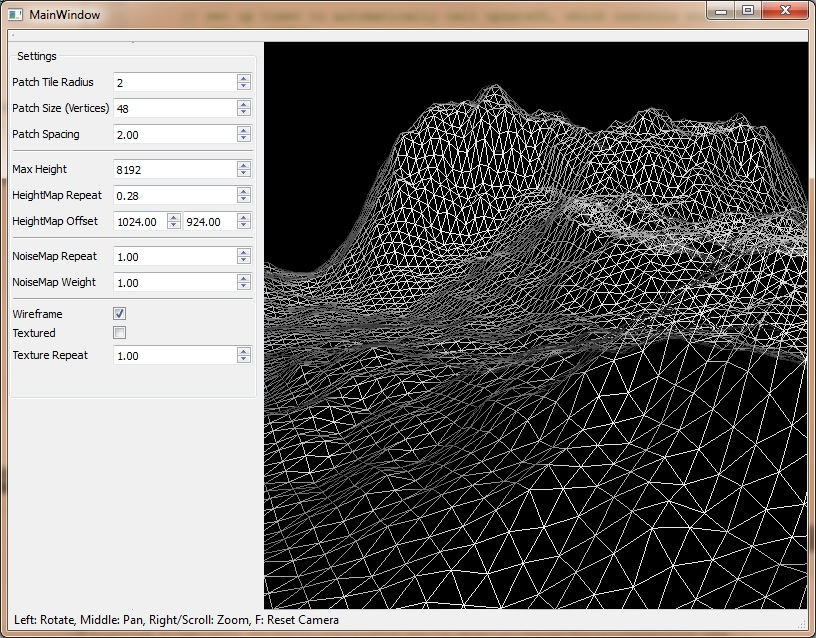 MainWindow
Settings
Patch Tile Radius 2
Patch Size (Vertices) 48
Patch Spacing 2.00
Max Height 8192
HeightMap Repeat 0.28
HeightMap Offset 1024.00 924.00
NoiseMap Repeat 1.00
NoiseMap Weight 1.00
Wireframe
Textured
Texture Repeat 1.00
Left: Rotate, Middle: Pan, Right/Scroll: Zoom, F: Reset Camera